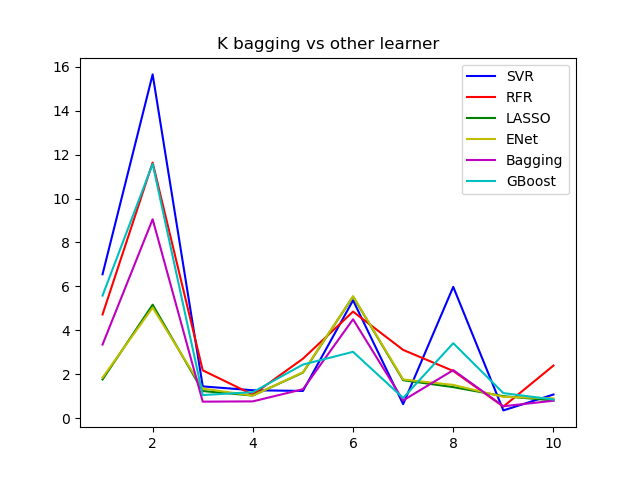 K bagging vs other learner
16
14
12
10
8
6
4
2
0
2 4 6 8 10
SVR
RFR
LASSO
ENet
Bagging
GBoost